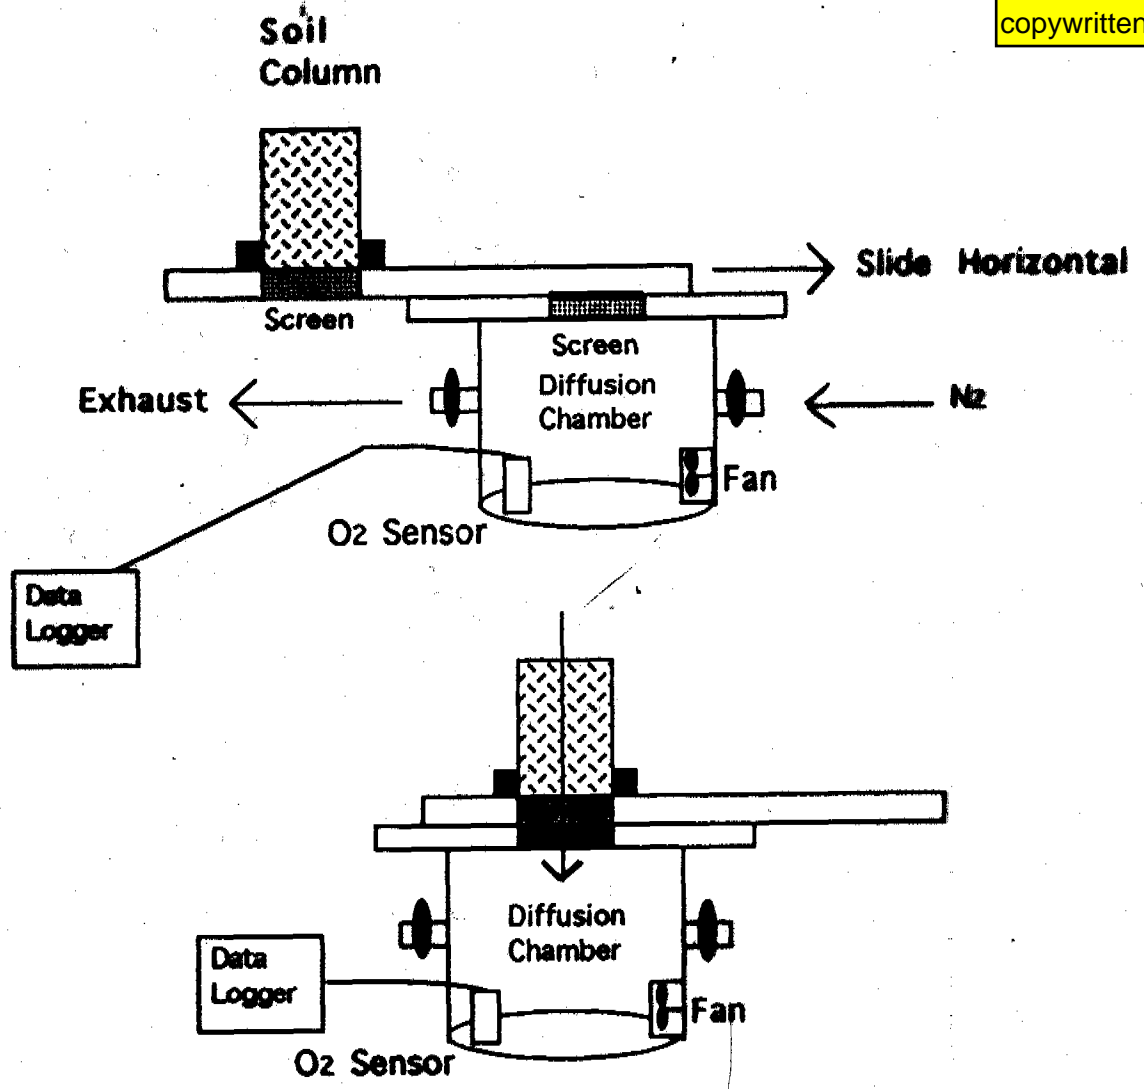 copywritten
Soil
Column
Slide Horizontal
Screen
Screen
Diffusion
Chamber
Exhaust
N2
Fan
O2 Sensor
Data
Logger
Diffusion
Chamber
Data
Logger
Fan
O2 Sensor